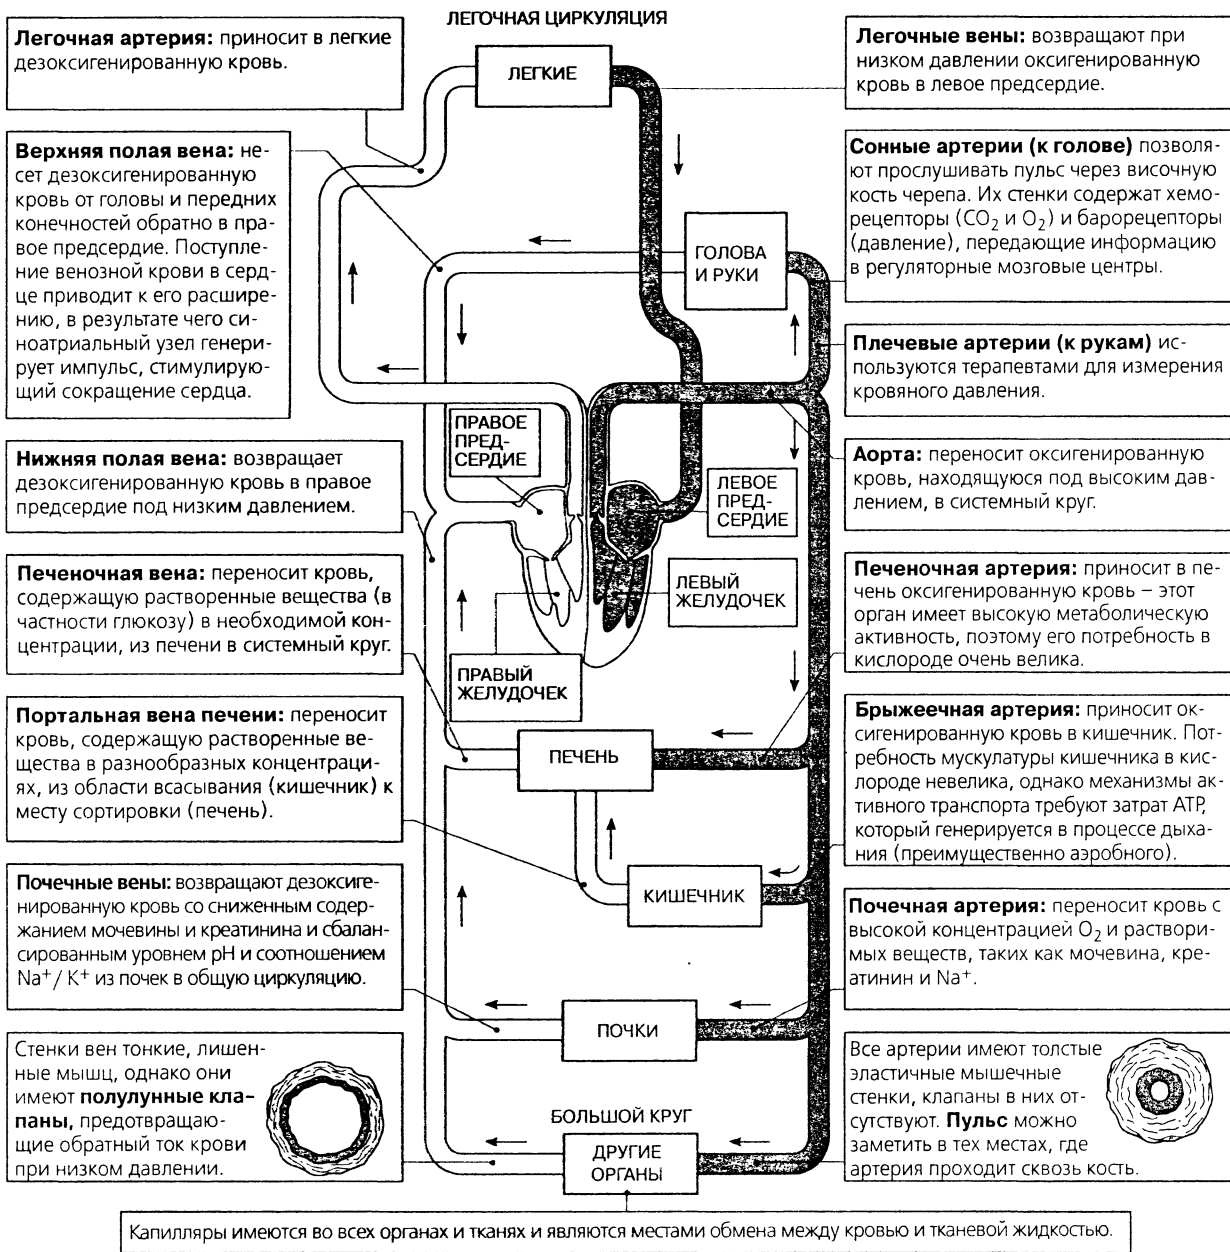 ЛЕГОЧНАЯ ЦИРКУЛЯЦИЯ
Легочная артерия: приносит в легкие
дезоксигенированную кровь.
ЛЕГКИЕ
Легочные вены: возвращают при
низком давлении оксигенированную
кровь в левое предсердие.
Верхняя полая вена: не-
сет дезоксигенированную
кровь от головы и передних
конечностей обратно в пра-
вое предсердие. Поступле-
ние венозной крови в серд-
це приводит к его расшире-
нию, в результате чего си-
ноатриальный узел генери-
рует импульс, стимулирую-
щий сокращение сердца.
Сонные артерии (к голове) позволя-
ют прослушивать пульс через височную
кость черепа. Их стенки содержат хемо-
рецепторы (CO₂ и O₂) и барорецепторы
(давление), передающие информацию
в регуляторные мозговые центры.
ГОЛОВА
И РУКИ
Плечевые артерии (к рукам) ис-
пользуются терапевтами для измерения
кровяного давления.
ПРАВОЕ
ПРЕД-
СЕРДИЕ
Нижняя полая вена: возвращает
дезоксигенированную кровь в правое
предсердие под низким давлением.
ЛЕВОЕ
ПРЕД-
СЕРДИЕ
Аорта: переносит оксигенированную
кровь, находящуюся под высоким дав-
лением, в системный круг.
Печеночная вена: переносит кровь,
содержащую растворенные вещества (в
частности глюкозу) в необходимой кон-
центрации, из печени в системный круг.
ЛЕВЫЙ
ЖЕЛУДОЧЕК
Печеночная артерия: приносит в пе-
чень оксигенированную кровь – этот
орган имеет высокую метаболическую
активность, поэтому его потребность в
кислороде очень велика.
ПРАВЫЙ
ЖЕЛУДОЧЕК
Портальная вена печени: переносит
кровь, содержащую растворенные ве-
щества в разнообразных концентраци-
ях, из области всасывания (кишечник) к
месту сортировки (печень).
ПЕЧЕНЬ
Брыжеечная артерия: приносит ок-
сигенированную кровь в кишечник. Пот-
ребность мускулатуры кишечника в кис-
лороде невелика, однако механизмы ак-
тивного транспорта требуют затрат АТР,
который генерируется в процессе дыха-
ния (преимущественно аэробного).
Почечные вены: возвращают дезоксиге-
нированную кровь со сниженным содер-
жанием мочевины и креатинина и сбалан-
сированным уровнем pH и соотношением
Na⁺/ K⁺ из почек в общую циркуляцию.
КИШЕЧНИК
Почечная артерия: переносит кровь с
высокой концентрацией O₂ и раствори-
мых веществ, таких как мочевина, кре-
атинин и Na⁺.
ПОЧКИ
Стенки вен тонкие, лишен-
ные мышц, однако они
имеют полулунные кла-
паны, предотвращаю-
щие обратный ток крови
при низком давлении.
БОЛЬШОЙ КРУГ
ДРУГИЕ
ОРГАНЫ
Все артерии имеют толстые
эластичные мышечные
стенки, клапаны в них от-
сутствуют. Пульс можно
заметить в тех местах, где
артерия проходит сквозь кость.
Капилляры имеются во всех органах и тканях и являются местами обмена между кровью и тканевой жидкостью.